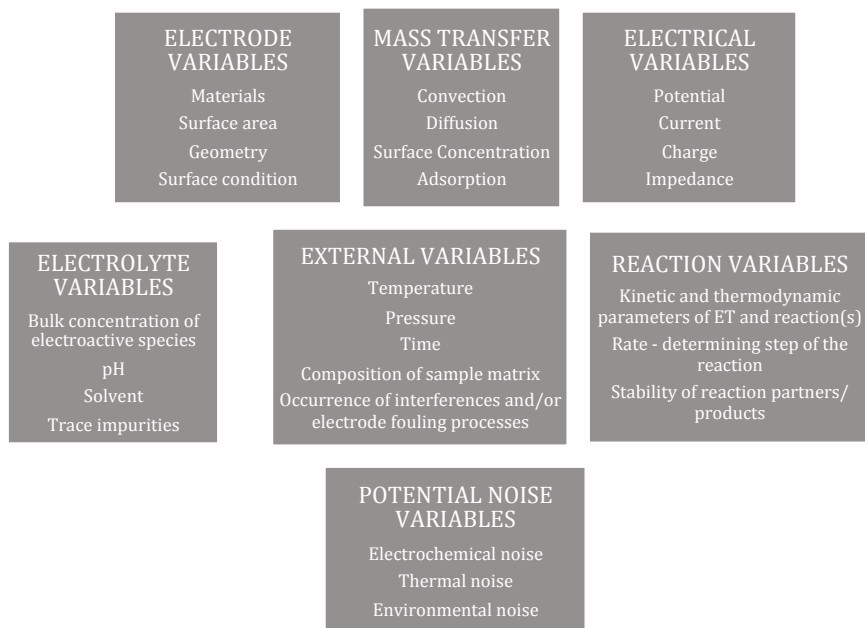 ELECTRODE
VARIABLES
Materials
Surface area
Geometry
Surface condition
MASS TRANSFER
VARIABLES
Convection
Diffusion
Surface Concentration
Adsorption
ELECTRICAL
VARIABLES
Potential
Current
Charge
Impedance
ELECTROLYTE
VARIABLES
Bulk concentration of
electroactive species
pH
Solvent
Trace impurities
EXTERNAL VARIABLES
Temperature
Pressure
Time
Composition of sample matrix
Occurrence of interferences and/or
electrode fouling processes
REACTION VARIABLES
Kinetic and thermodynamic
parameters of ET and reaction(s)
Rate - determining step of the
reaction
Stability of reaction partners/
products
POTENTIAL NOISE
VARIABLES
Electrochemical noise
Thermal noise
Environmental noise